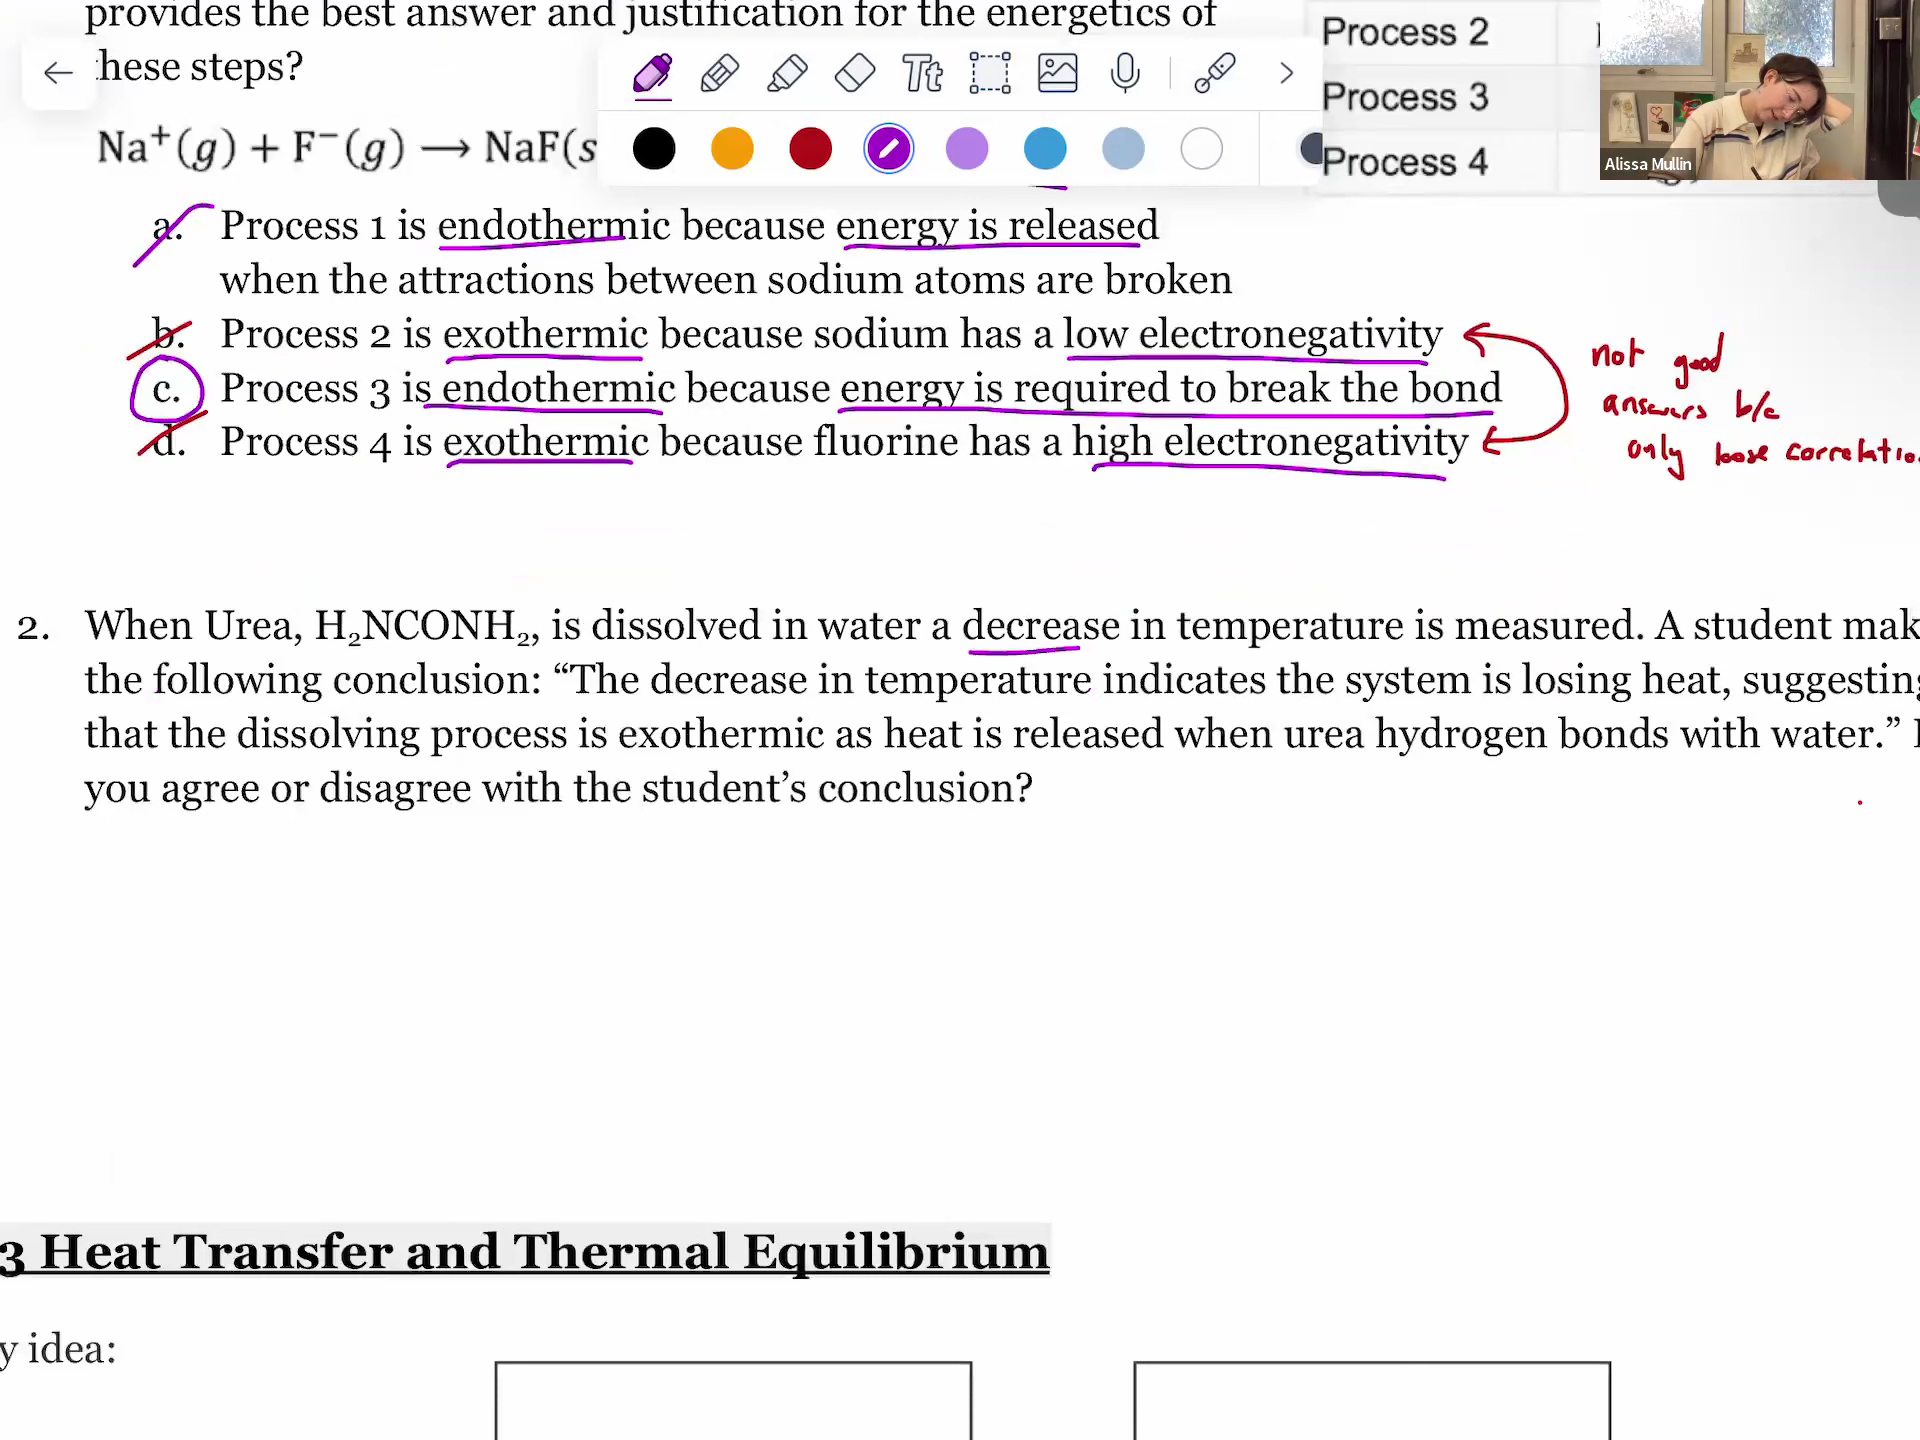 provides the best answer and justification for the energetics of
these steps?
Na⁺(g) + F⁻(g) → NaF(s
Tt
Process 2
Process 3
Process 4
Alissa Mullin
a. Process 1 is endothermic because energy is released
when the attractions between sodium atoms are broken
b. Process 2 is exothermic because sodium has a low electronegativity
c. Process 3 is endothermic because energy is required to break the bond
d. Process 4 is exothermic because fluorine has a high electronegativity
not good
answers b/c
only loose correlatio
2. When Urea, H₂NCONH₂, is dissolved in water a decrease in temperature is measured. A student mak
the following conclusion: “The decrease in temperature indicates the system is losing heat, suggesting
that the dissolving process is exothermic as heat is released when urea hydrogen bonds with water.”
you agree or disagree with the student’s conclusion?
3 Heat Transfer and Thermal Equilibrium
y idea: